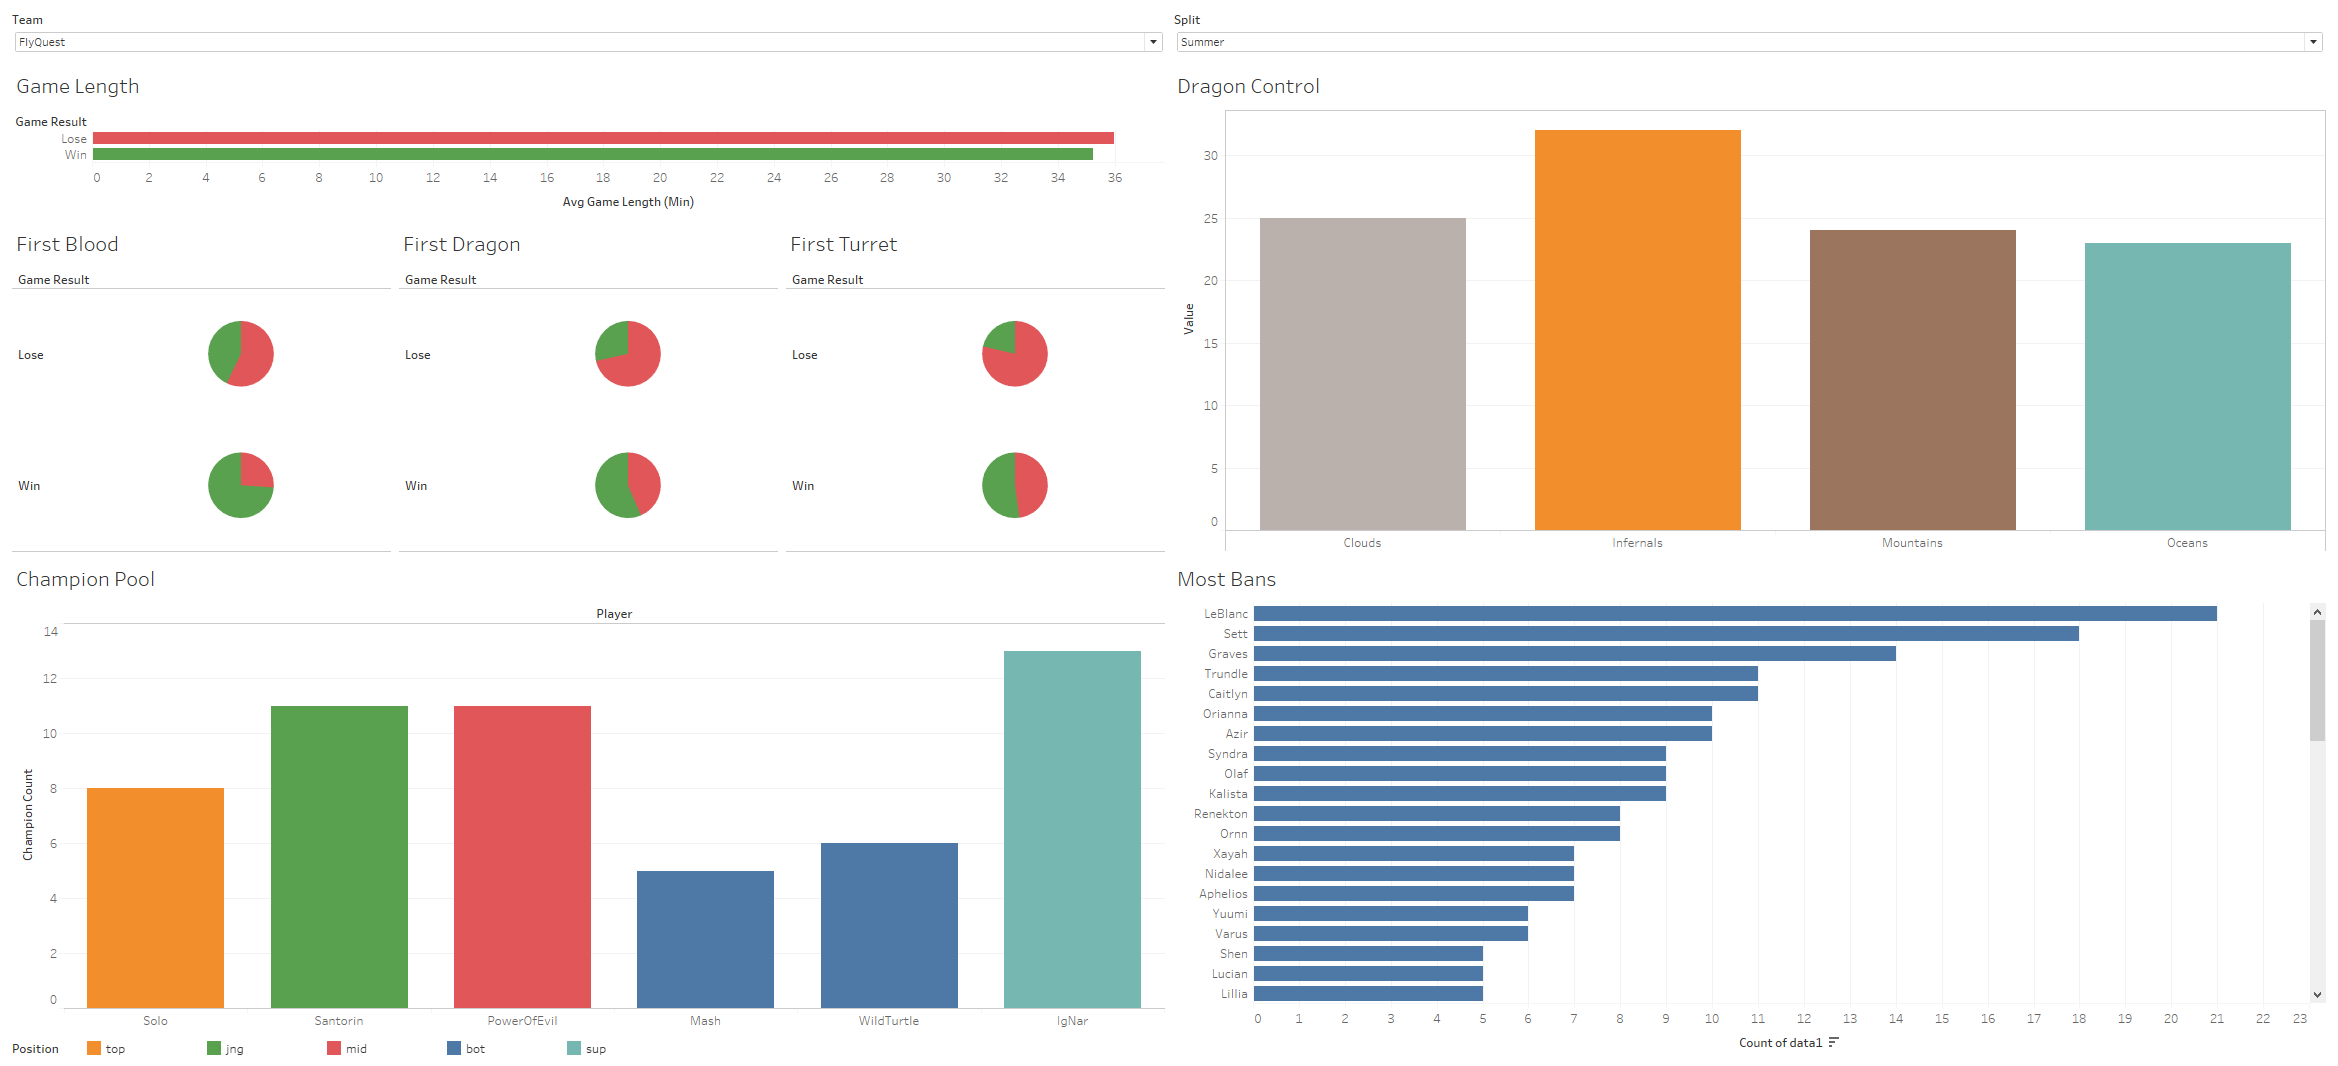 Team
FlyQuest
Split
Summer
Game Length
Game Result
Lose
Win
0 2 4 6 8 10 12 14 16 18 20 22 24 26 28 30 32 34 36
Avg Game Length (Min)
First Blood
Game Result
Lose
Win
First Dragon
Game Result
Lose
Win
First Turret
Game Result
Lose
Win
Dragon Control
Value
30
25
20
15
10
5
0
Clouds Infernals Mountains Oceans
Champion Pool
Player
Champion Count
14
12
10
8
6
4
2
0
Solo Santorin PowerOfEvil Mash WildTurtle IgNar
Position top jng mid bot sup
Most Bans
LeBlanc
Sett
Graves
Trundle
Caitlyn
Orianna
Azir
Syndra
Olaf
Kalista
Renekton
Ornn
Xayah
Nidalee
Aphelios
Yuumi
Varus
Shen
Lucian
Lillia
0 1 2 3 4 5 6 7 8 9 10 11 12 13 14 15 16 17 18 19 20 21 22 23
Count of data1